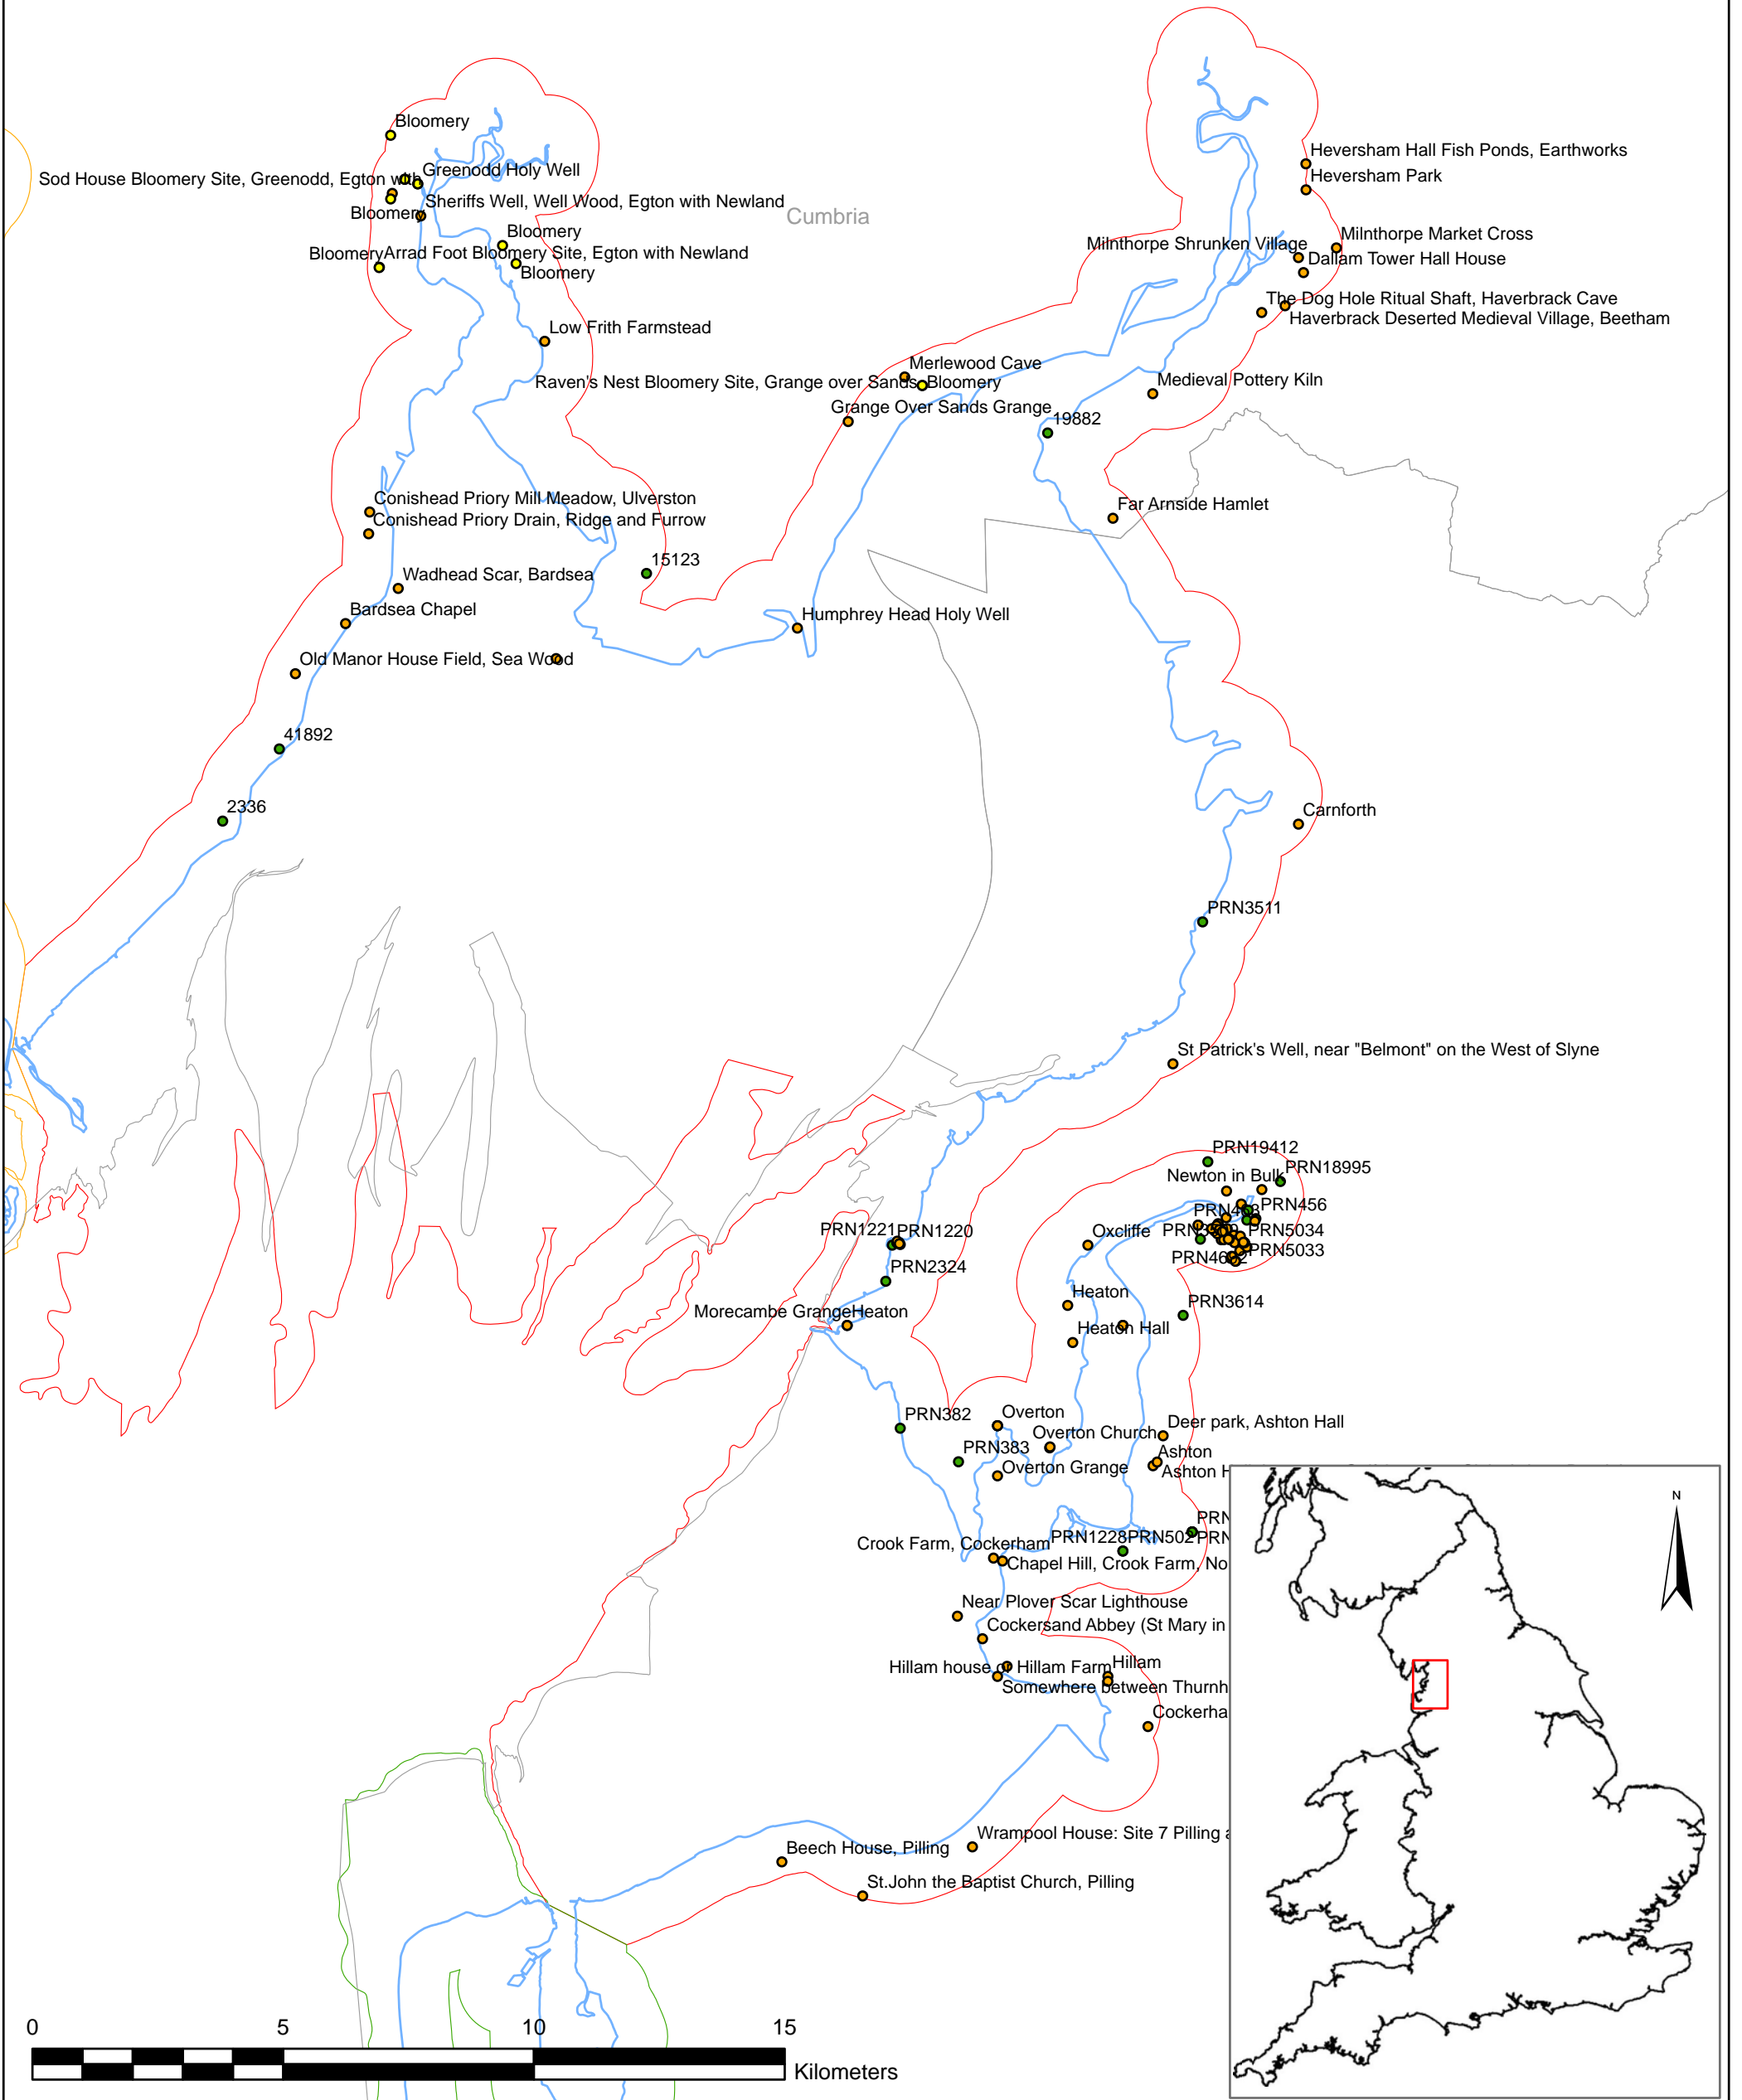 Bloomery
Greenodd Holy Well
Sod House Bloomery Site, Greenodd, Egton with
Sheriffs Well, Well Wood, Egton with Newland
Bloomery
Cumbria
Bloomery
Bloomery
Arrad Foot Bloomery Site, Egton with Newland
Bloomery
Heversham Hall Fish Ponds, Earthworks
Heversham Park
Milnthorpe Market Cross
Milnthorpe Shrunken Village
Dallam Tower Hall House
The Dog Hole Ritual Shaft, Haverbrack Cave
Haverbrack Deserted Medieval Village, Beetham
Low Frith Farmstead
Merlewood Cave
Raven's Nest Bloomery Site, Grange over Sands
Bloomery
Medieval Pottery Kiln
Grange Over Sands Grange
19882
Conishead Priory Mill Meadow, Ulverston
Far Arnside Hamlet
Conishead Priory Drain, Ridge and Furrow
15123
Wadhead Scar, Bardsea
Bardsea Chapel
Humphrey Head Holy Well
Old Manor House Field, Sea Wood
41892
2336
Carnforth
PRN3511
St Patrick's Well, near "Belmont" on the West of Slyne
PRN19412
PRN18995
Newton in Bulk
PRN456
PRN5034
PRN5033
PRN1221
PRN1220
Oxcliffe
PRN2324
Heaton
PRN3614
Morecambe Grange
Heaton
Heaton Hall
PRN382
Overton
Deer park, Ashton Hall
Overton Church
PRN383
Ashton
Overton Grange
Ashton H
PRN
Crook Farm, Cockerham
PRN1228
PRN502
PRN
Chapel Hill, Crook Farm, No
Near Plover Scar Lighthouse
Cockersand Abbey (St Mary in
Hillam house or Hillam Farm
Hillam
Somewhere between Thurnh
Cockerha
Wrampool House: Site 7 Pilling a
Beech House, Pilling
St.John the Baptist Church, Pilling
N
0 5 10 15
Kilometers